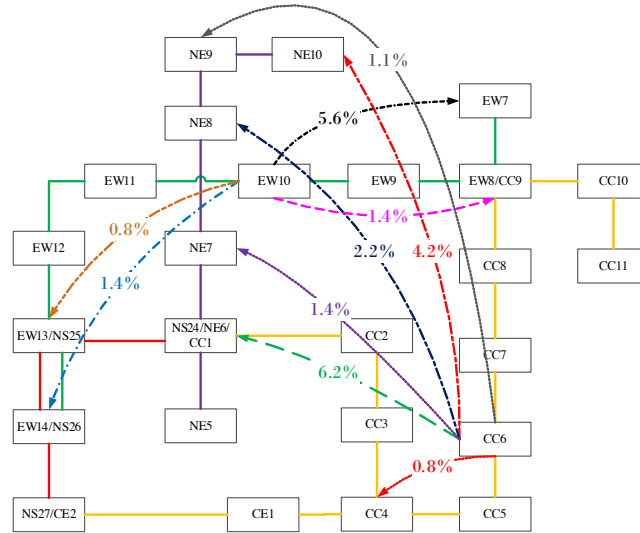 1.1%
NE9
NE10
EW7
5.6%
NE8
EW11
EW10
EW9
EW8/CC9
CC10
1.4%
0.8%
EW12
NE7
2.2%
4.2%
CC8
CC11
1.4%
1.4%
EW13/NS25
NS24/NE6/
CC1
CC2
CC7
6.2%
EW14/NS26
NE5
CC3
CC6
0.8%
NS27/CE2
CE1
CC4
CC5